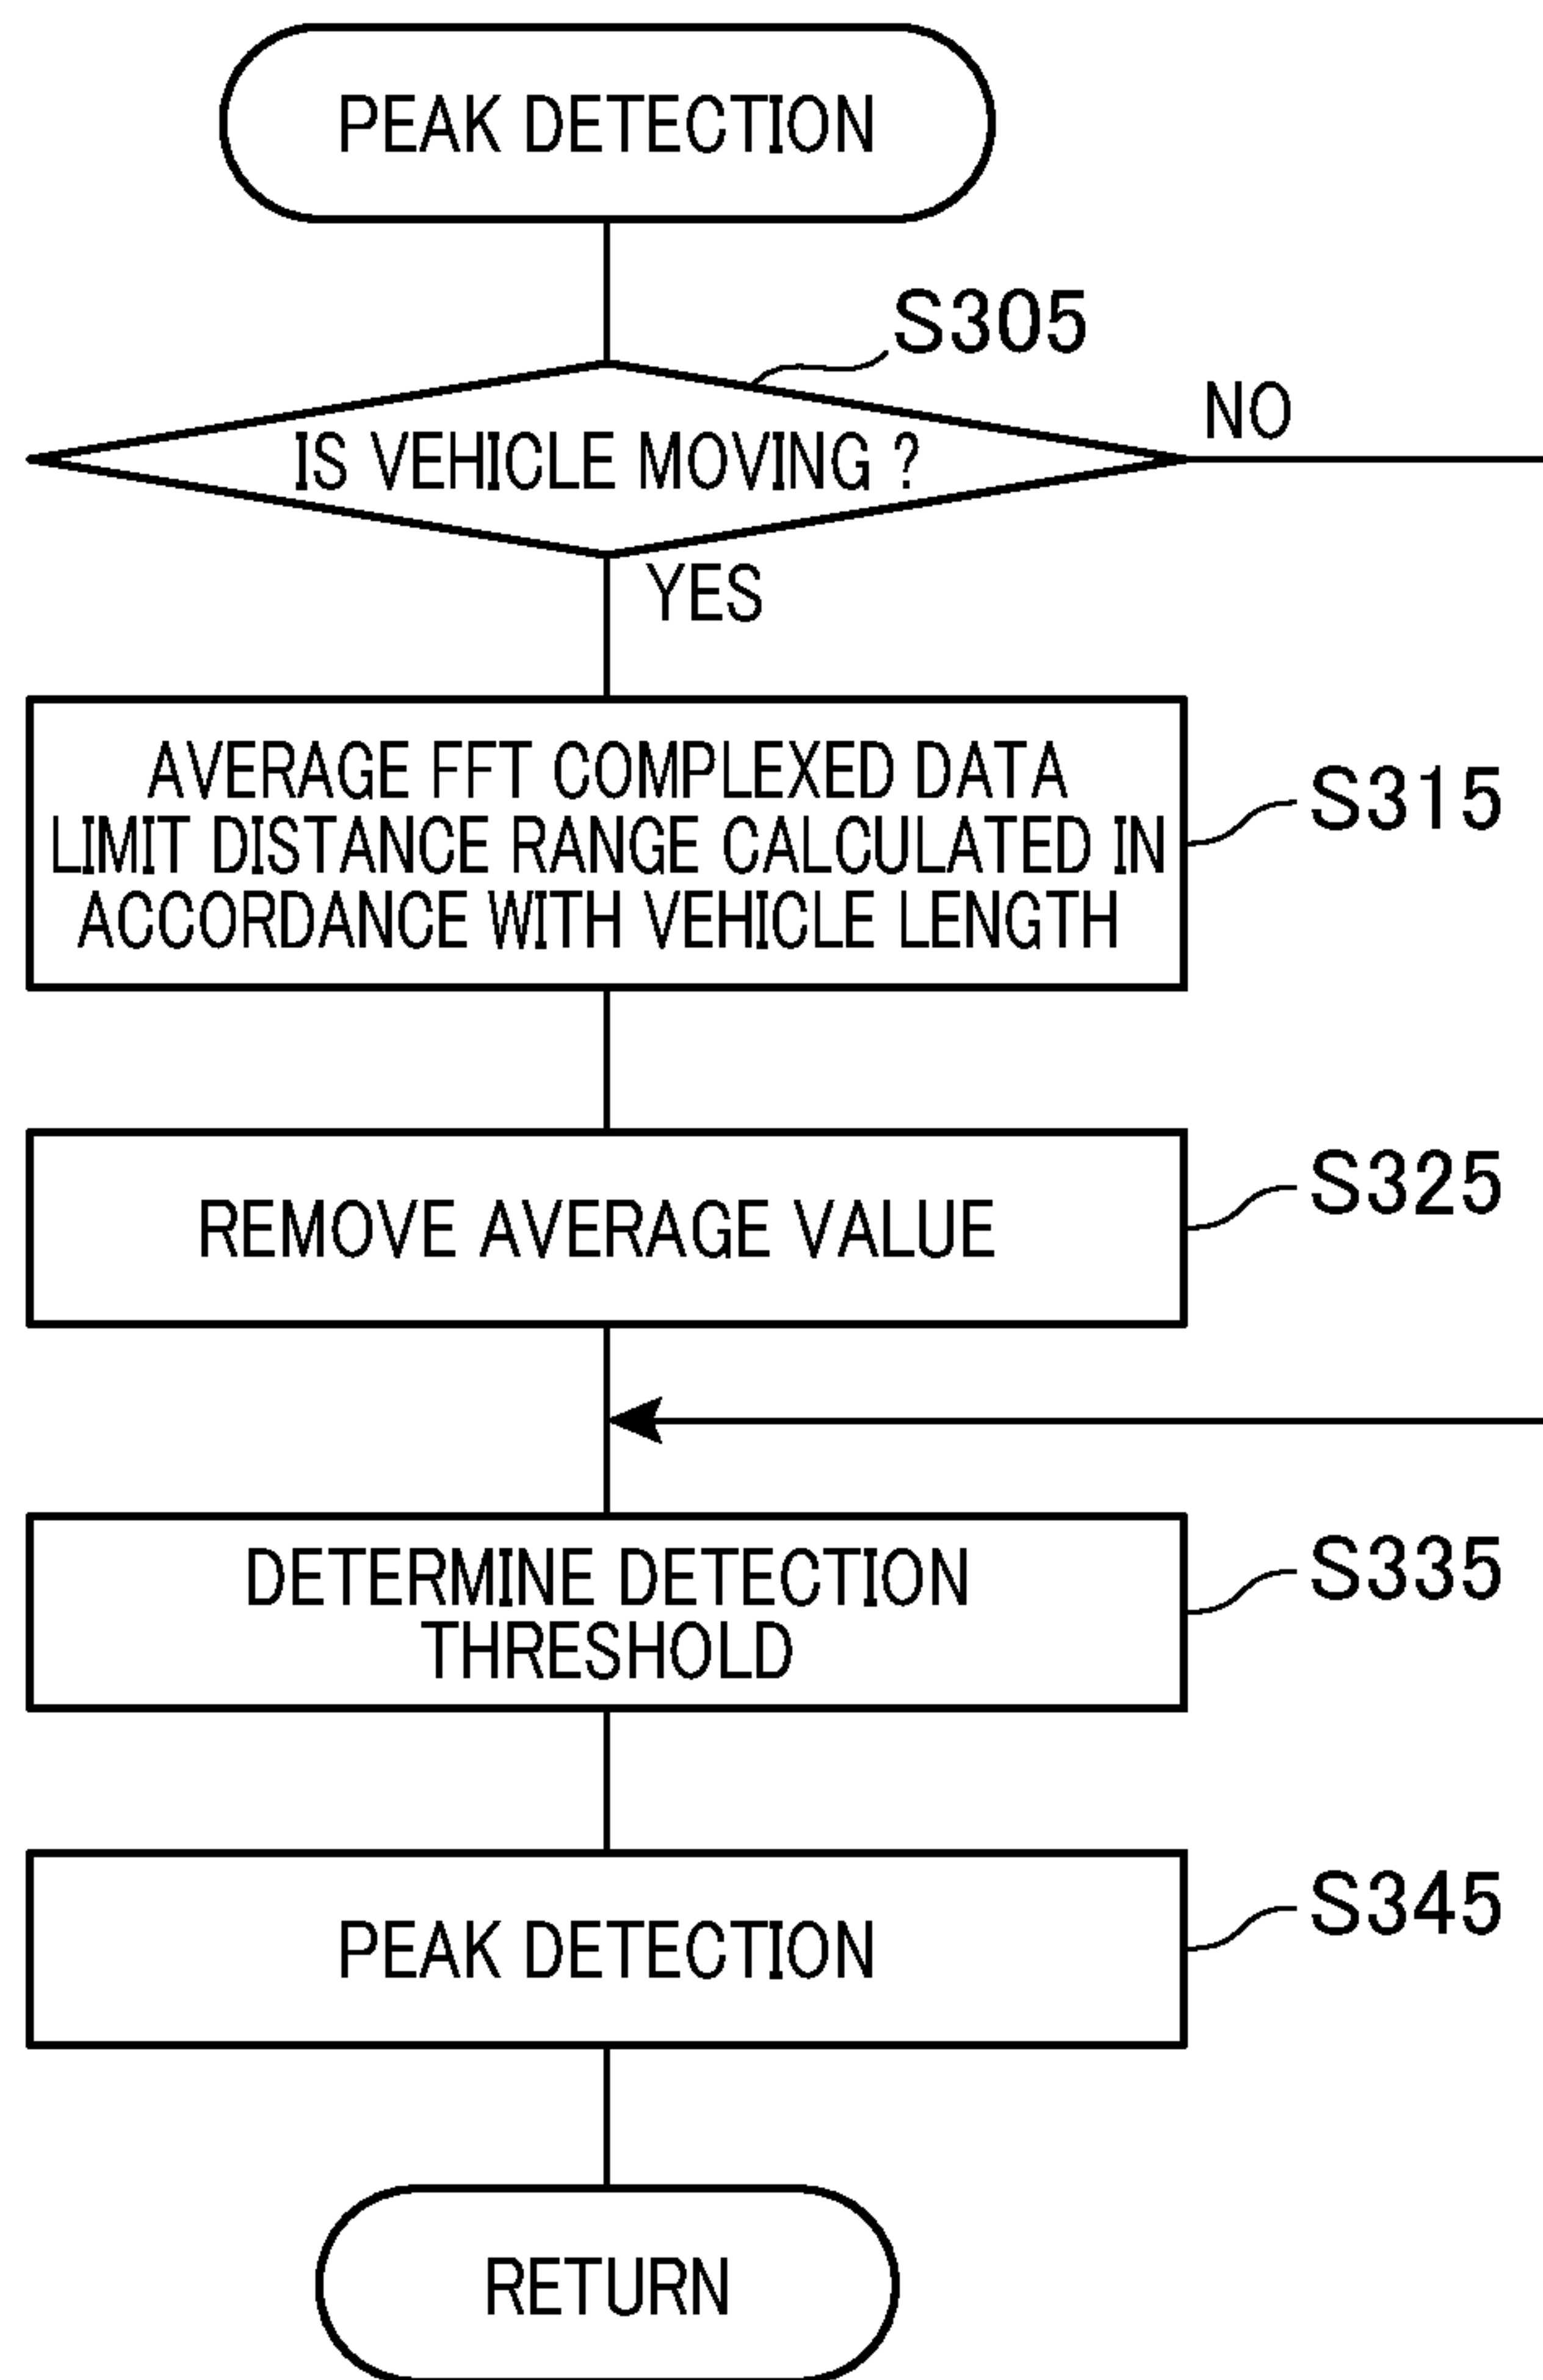 PEAK DETECTION
S305
NO
IS VEHICLE MOVING ?
YES
AVERAGE FFT COMPLEXED DATA
LIMIT DISTANCE RANGE CALCULATED IN
ACCORDANCE WITH VEHICLE LENGTH
S315
REMOVE AVERAGE VALUE
S325
DETERMINE DETECTION
THRESHOLD
S335
PEAK DETECTION
S345
RETURN